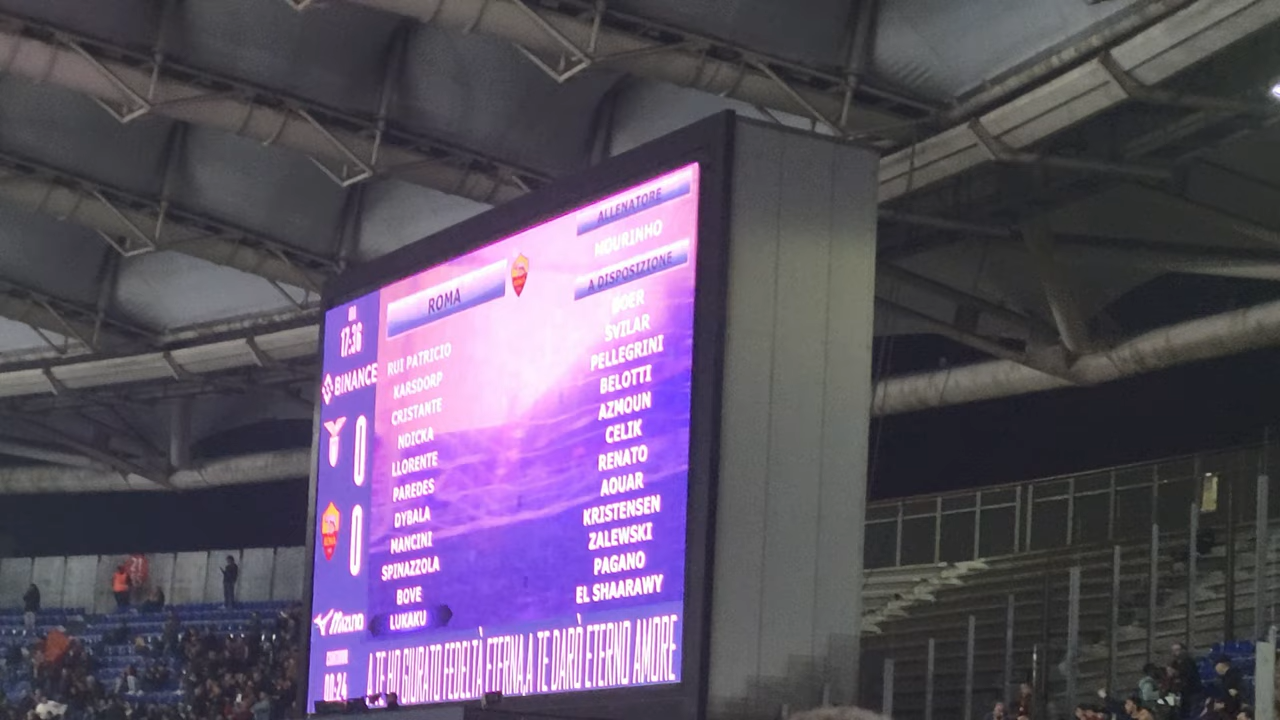 ORA
17:36
BINANCE
0
ROMA
0
MIZUNO
00:24
ROMA
RUI PATRICIO
KARSDORP
CRISTANTE
NDICKA
LLORENTE
PAREDES
DYBALA
MANCINI
SPINAZZOLA
BOVE
LUKAKU
ALLENATORE
MOURINHO
A DISPOSIZIONE
BOER
SVILAR
PELLEGRINI
BELOTTI
AZMOUN
CELIK
RENATO
AOUAR
KRISTENSEN
ZALEWSKI
PAGANO
EL SHAARAWY
A TE HO GIURATO FEDELTÀ ETERNA,A TE DARÒ ETERNO AMORE